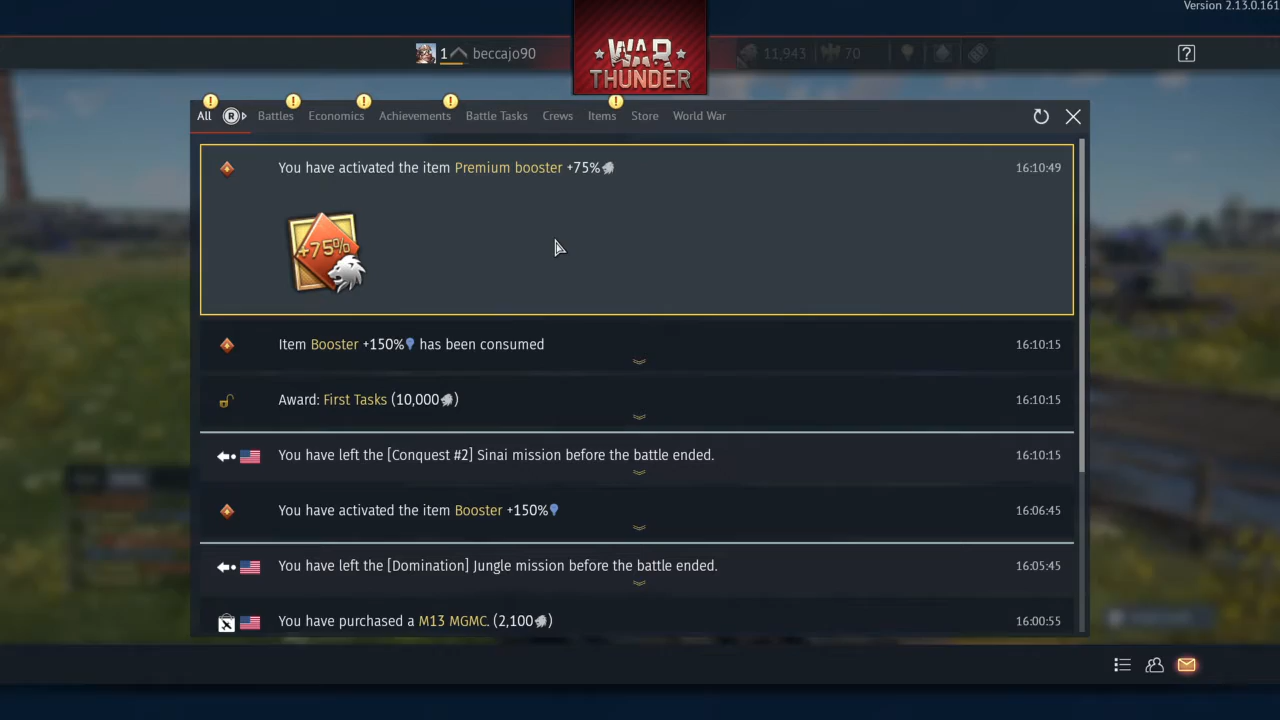 Version 2.13.0.161
1 beccajo90
WAR THUNDER
11,943 70
?
All R Battles Economics Achievements Battle Tasks Crews Items Store World War
You have activated the item Premium booster +75% 16:10:49
+75%
Item Booster +150% has been consumed 16:10:15
Award: First Tasks (10,000) 16:10:15
You have left the [Conquest #2] Sinai mission before the battle ended. 16:10:15
You have activated the item Booster +150% 16:06:45
You have left the [Domination] Jungle mission before the battle ended. 16:05:45
You have purchased a M13 MGMC. (2,100) 16:00:55